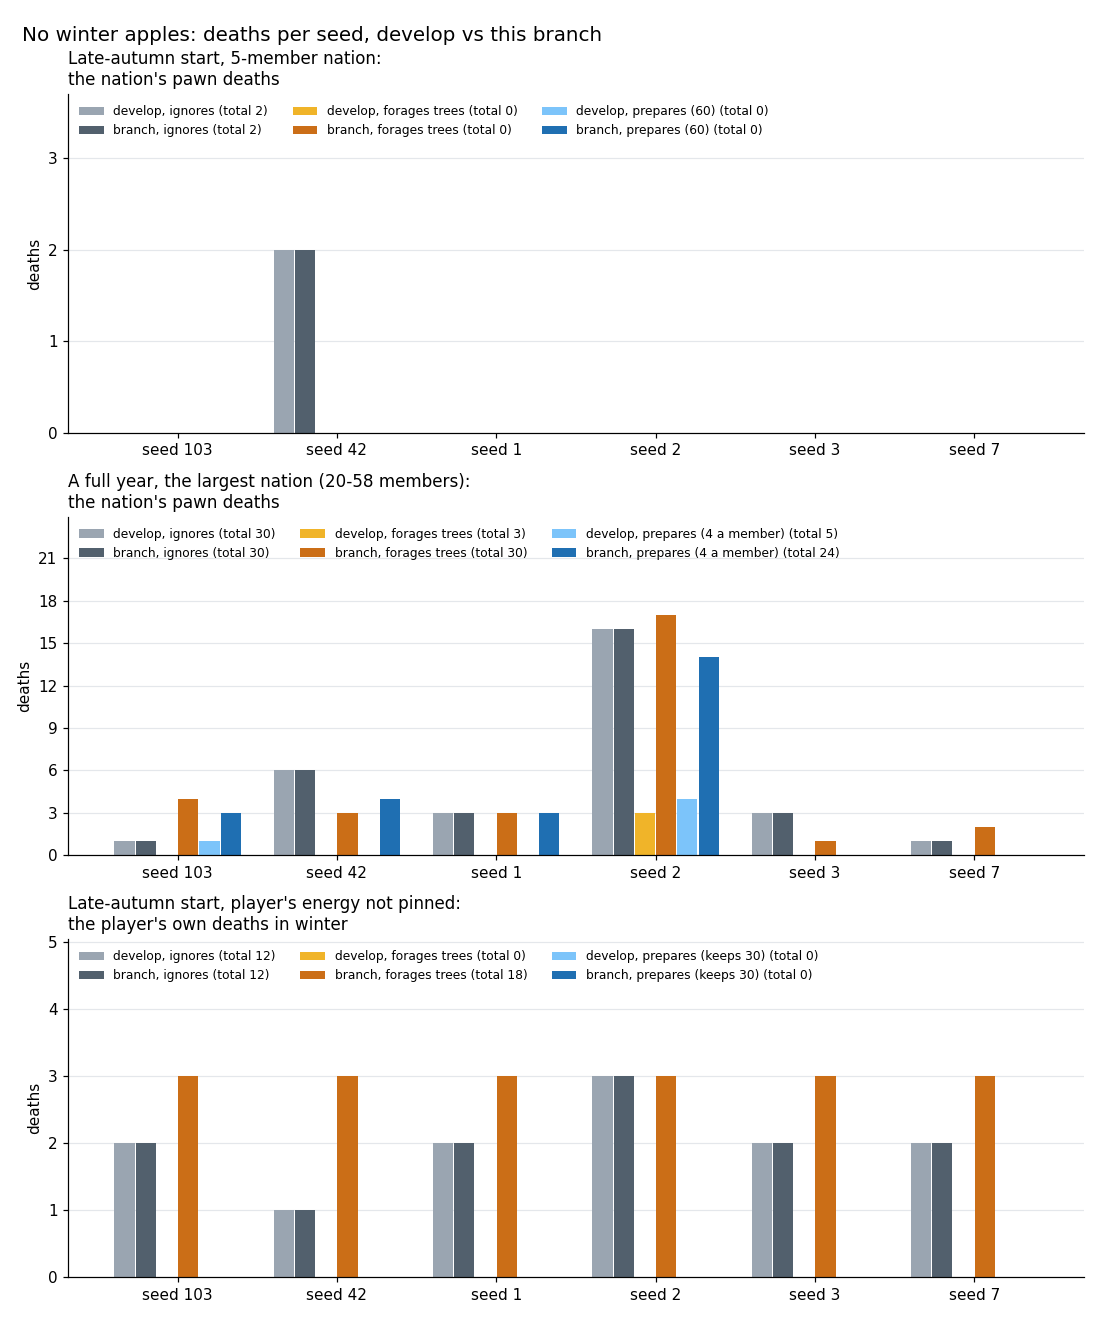 No winter apples: deaths per seed, develop vs this branch
Late-autumn start, 5-member nation:
the nation's pawn deaths
develop, ignores (total 2)
branch, ignores (total 2)
develop, forages trees (total 0)
branch, forages trees (total 0)
develop, prepares (60) (total 0)
branch, prepares (60) (total 0)
deaths
3
2
1
0
seed 103
seed 42
seed 1
seed 2
seed 3
seed 7
A full year, the largest nation (20-58 members):
the nation's pawn deaths
develop, ignores (total 30)
branch, ignores (total 30)
develop, forages trees (total 3)
branch, forages trees (total 30)
develop, prepares (4 a member) (total 5)
branch, prepares (4 a member) (total 24)
deaths
21
18
15
12
9
6
3
0
seed 103
seed 42
seed 1
seed 2
seed 3
seed 7
Late-autumn start, player's energy not pinned:
the player's own deaths in winter
develop, ignores (total 12)
branch, ignores (total 12)
develop, forages trees (total 0)
branch, forages trees (total 18)
develop, prepares (keeps 30) (total 0)
branch, prepares (keeps 30) (total 0)
deaths
5
4
3
2
1
0
seed 103
seed 42
seed 1
seed 2
seed 3
seed 7